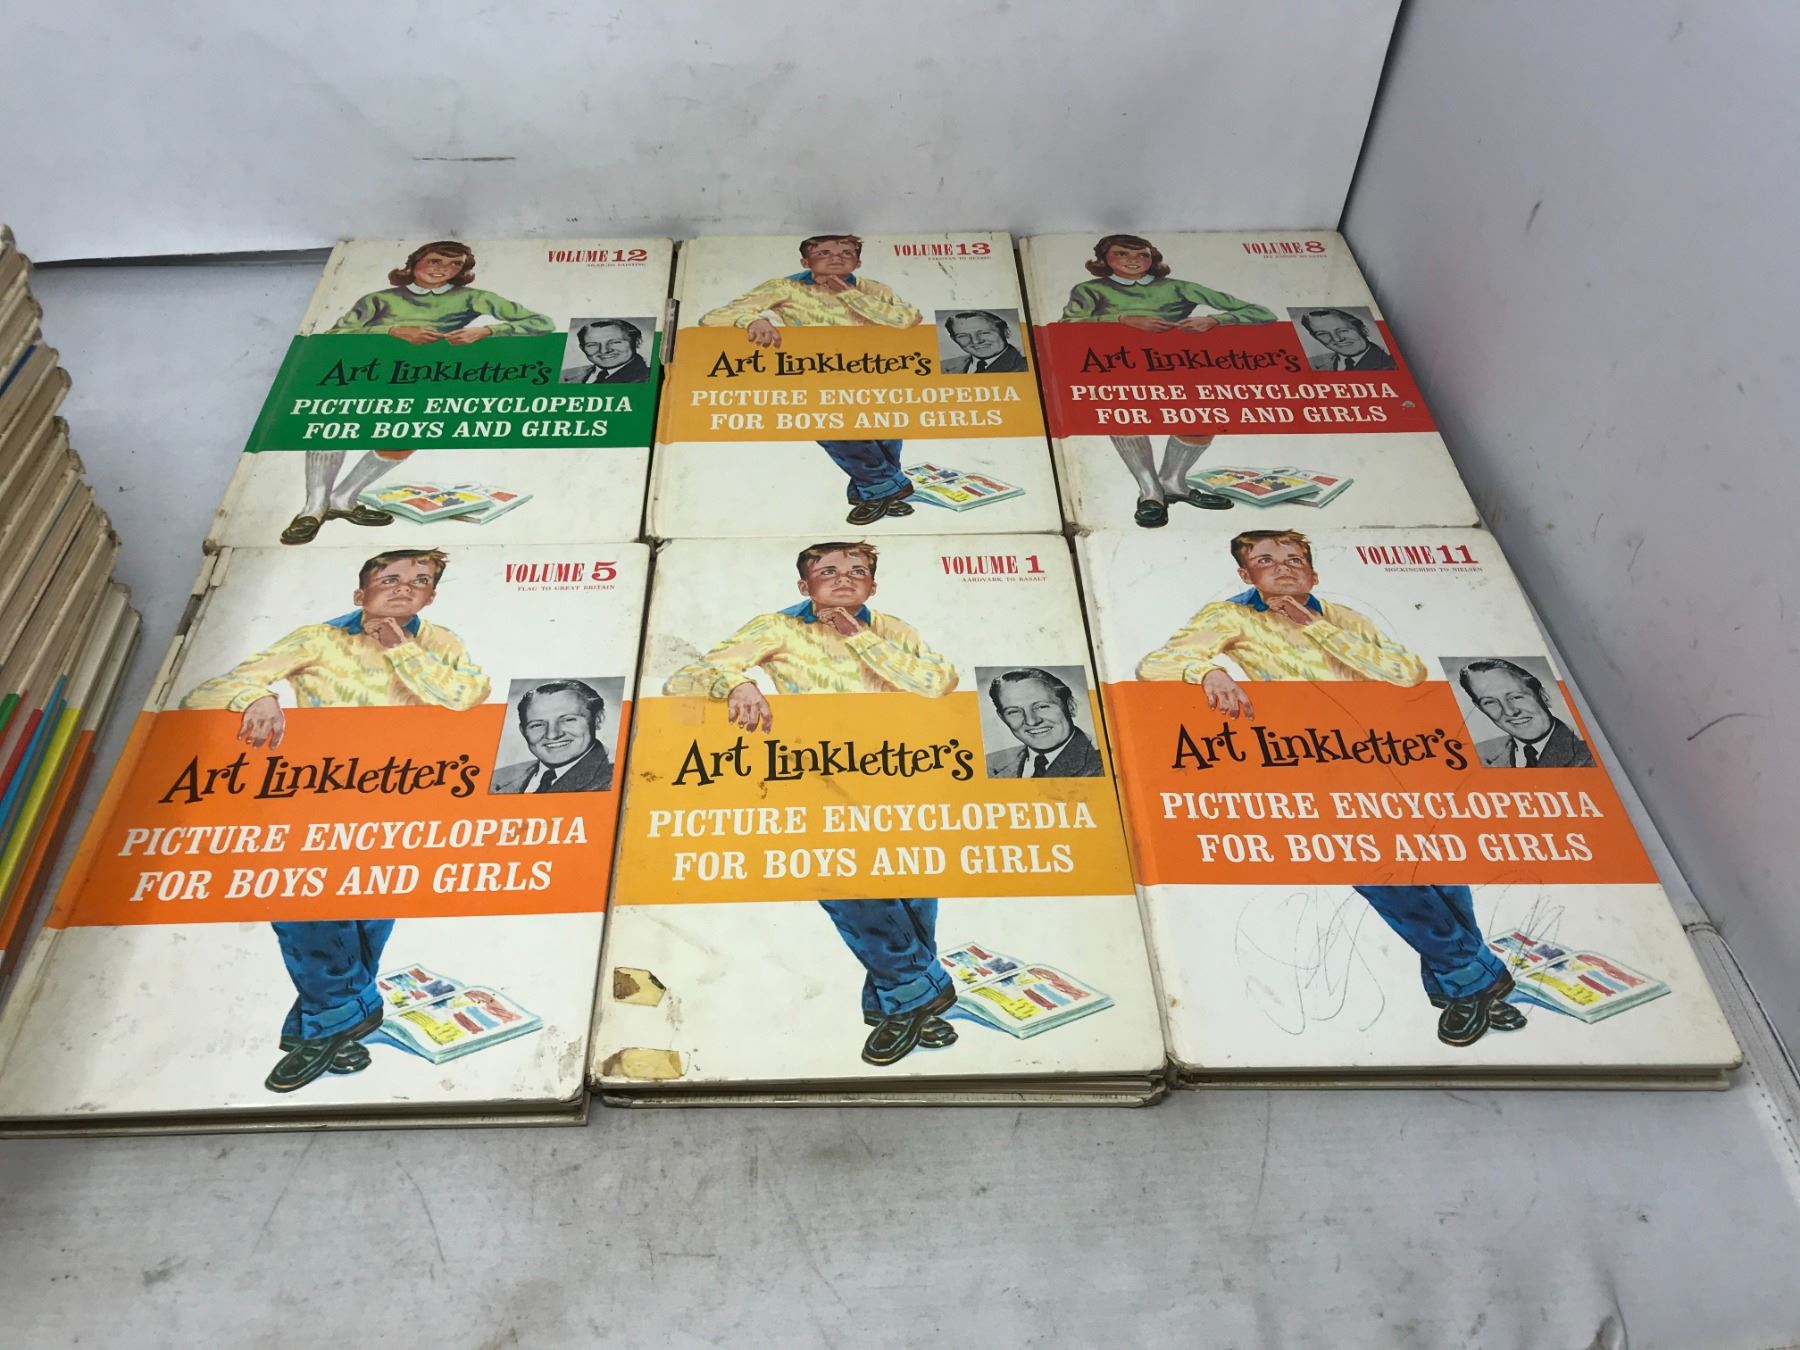 VOLUME 12
Art Linkletter's
PICTURE ENCYCLOPEDIA
FOR BOYS AND GIRLS
VOLUME 13
Art Linkletter's
PICTURE ENCYCLOPEDIA
FOR BOYS AND GIRLS
VOLUME 8
Art Linkletter's
PICTURE ENCYCLOPEDIA
FOR BOYS AND GIRLS
VOLUME 5
FLAG TO GREAT BRITAIN
Art Linkletter's
PICTURE ENCYCLOPEDIA
FOR BOYS AND GIRLS
VOLUME 1
AARDVARK TO BASALT
Art Linkletter's
PICTURE ENCYCLOPEDIA
FOR BOYS AND GIRLS
VOLUME 11
MOCKINGBIRD TO NIELSEN
Art Linkletter's
PICTURE ENCYCLOPEDIA
FOR BOYS AND GIRLS